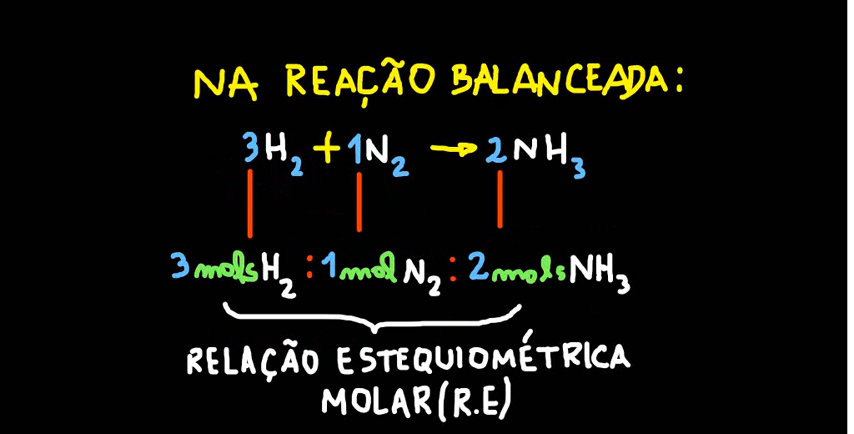 NA REAÇÃO BALANCEADA:
3H₂ + 1N₂ → 2NH₃
3 mols H₂ : 1 mol N₂ : 2 mols NH₃
RELAÇÃO ESTEQUIOMÉTRICA
MOLAR (R.E)